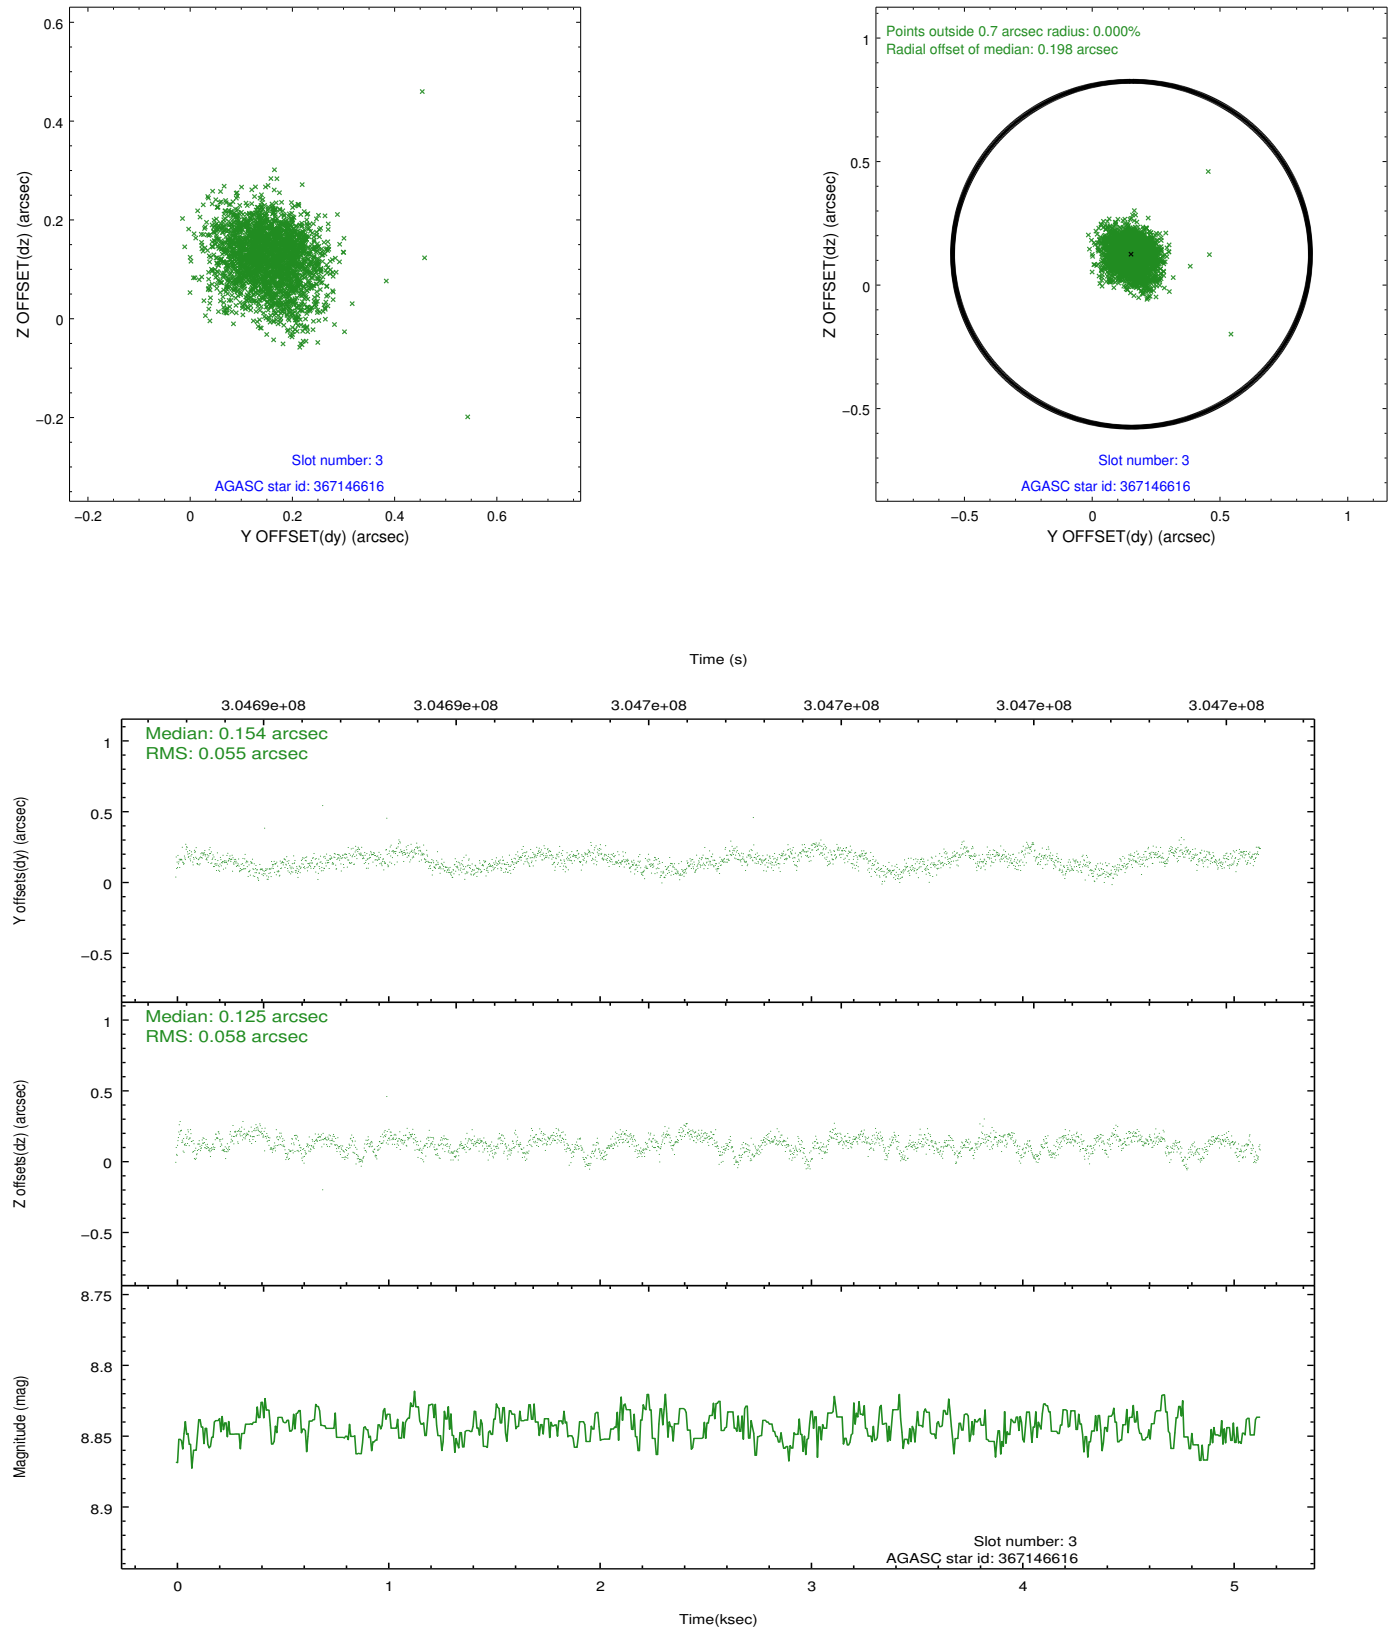 0.6
0.4
0.2
0
−0.2
Z OFFSET(dz) (arcsec)
Slot number: 3
AGASC star id: 367146616
−0.2 0 0.2 0.4 0.6
Y OFFSET(dy) (arcsec)
Points outside 0.7 arcsec radius: 0.000%
Radial offset of median: 0.198 arcsec
1
0.5
0
−0.5
Z OFFSET(dz) (arcsec)
Slot number: 3
AGASC star id: 367146616
−0.5 0 0.5 1
Y OFFSET(dy) (arcsec)
Time (s)
3.0469e+08 3.0469e+08 3.047e+08 3.047e+08 3.047e+08 3.047e+08
Median: 0.154 arcsec
RMS: 0.055 arcsec
1
0.5
0
−0.5
Y offsets(dy) (arcsec)
Median: 0.125 arcsec
RMS: 0.058 arcsec
1
0.5
0
−0.5
Z offsets(dz) (arcsec)
8.75
8.8
8.85
8.9
Magnitude (mag)
Slot number: 3
AGASC star id: 367146616
0 1 2 3 4 5
Time(ksec)